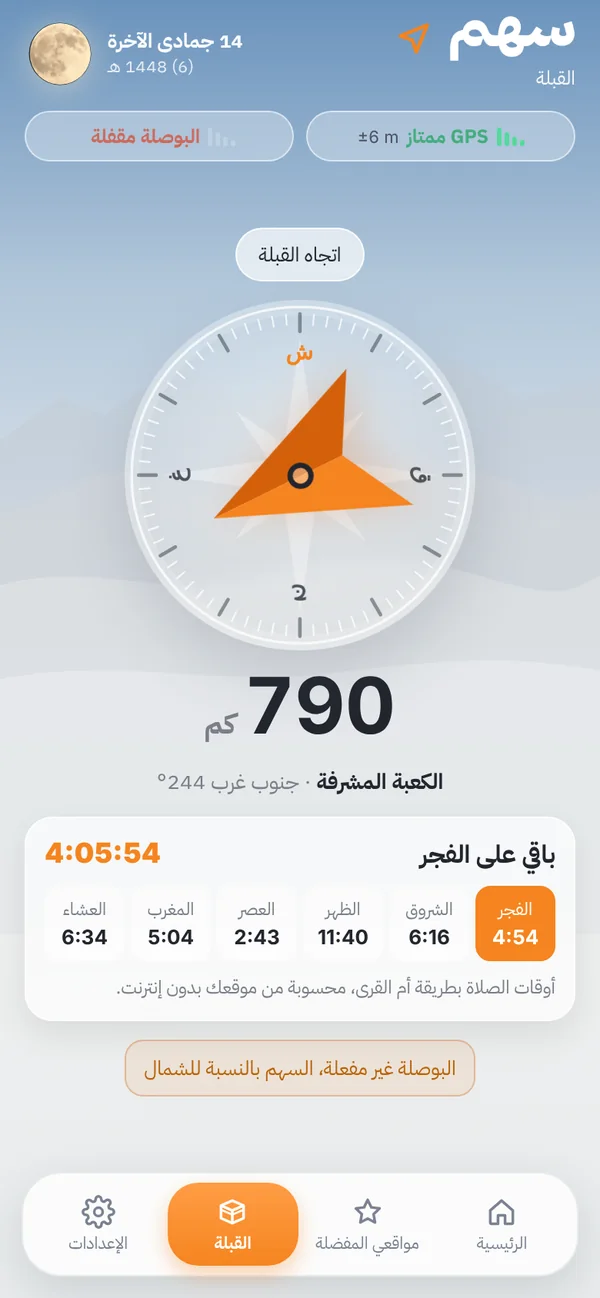 سهم
القبلة
14 جمادى الآخرة
(6) 1448 هـ
GPS ممتاز ±6 m
البوصلة مقفلة
اتجاه القبلة
ش
غ
ق
ج
790 كم
الكعبة المشرفة · جنوب غرب 244°
باقي على الفجر
4:05:54
الفجر
4:54
الشروق
6:16
الظهر
11:40
العصر
2:43
المغرب
5:04
العشاء
6:34
أوقات الصلاة بطريقة أم القرى، محسوبة من موقعك بدون إنترنت.
البوصلة غير مفعلة، السهم بالنسبة للشمال
الرئيسية
مواقعي المفضلة
القبلة
الإعدادات